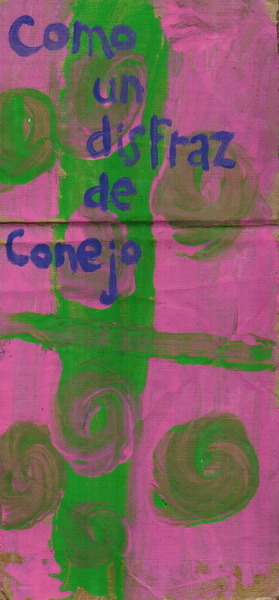 Como
un
disfraz
de
Conejo